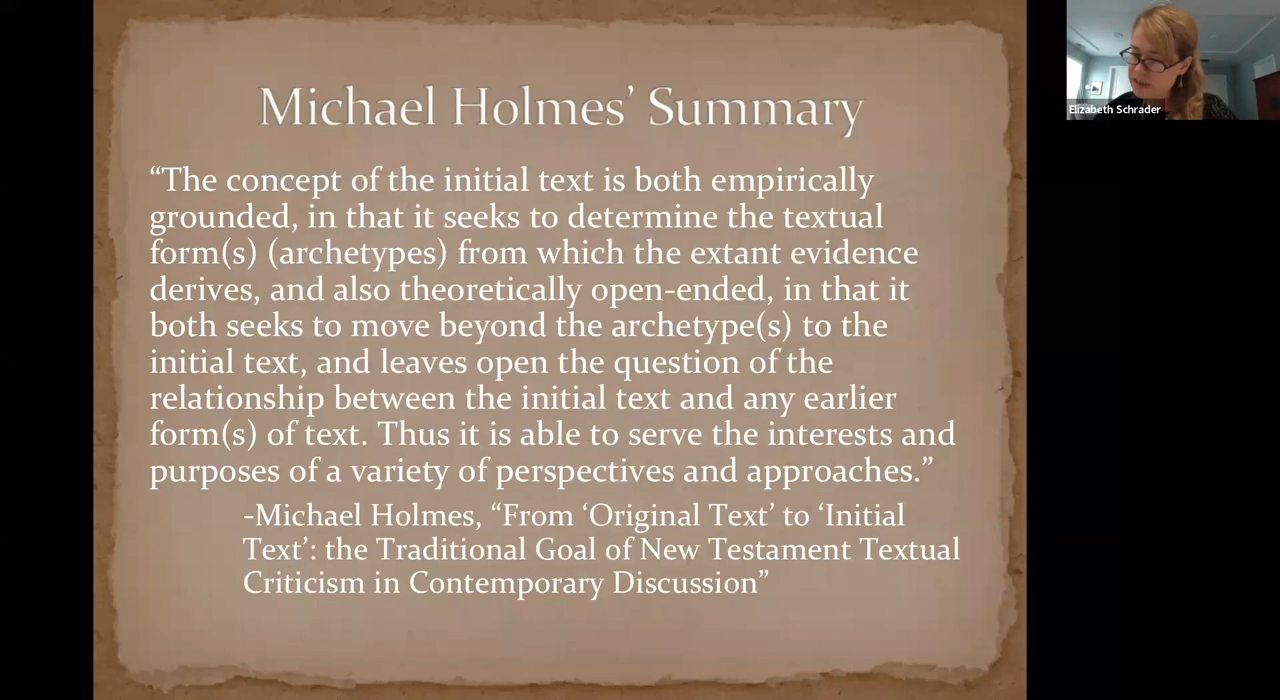 Michael Holmes’ Summary
“The concept of the initial text is both empirically
grounded, in that it seeks to determine the textual
form(s) (archetypes) from which the extant evidence
derives, and also theoretically open-ended, in that it
both seeks to move beyond the archetype(s) to the
initial text, and leaves open the question of the
relationship between the initial text and any earlier
form(s) of text. Thus it is able to serve the interests and
purposes of a variety of perspectives and approaches.”
-Michael Holmes, “From ‘Original Text’ to ‘Initial
Text’: the Traditional Goal of New Testament Textual
Criticism in Contemporary Discussion”
Elizabeth Schrader